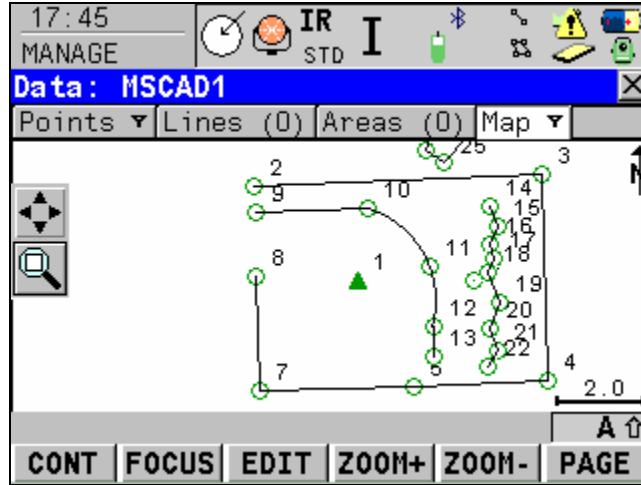 17:45 IR
MANAGE STD I
Data: MSCAD1
Points Lines (0) Areas (0) Map
25 3 N
2
9 10 14
15
16
17
8 1 11 18
19
12 20
13 21
22
7 4
2.0
A
CONT FOCUS EDIT ZOOM+ ZOOM- PAGE